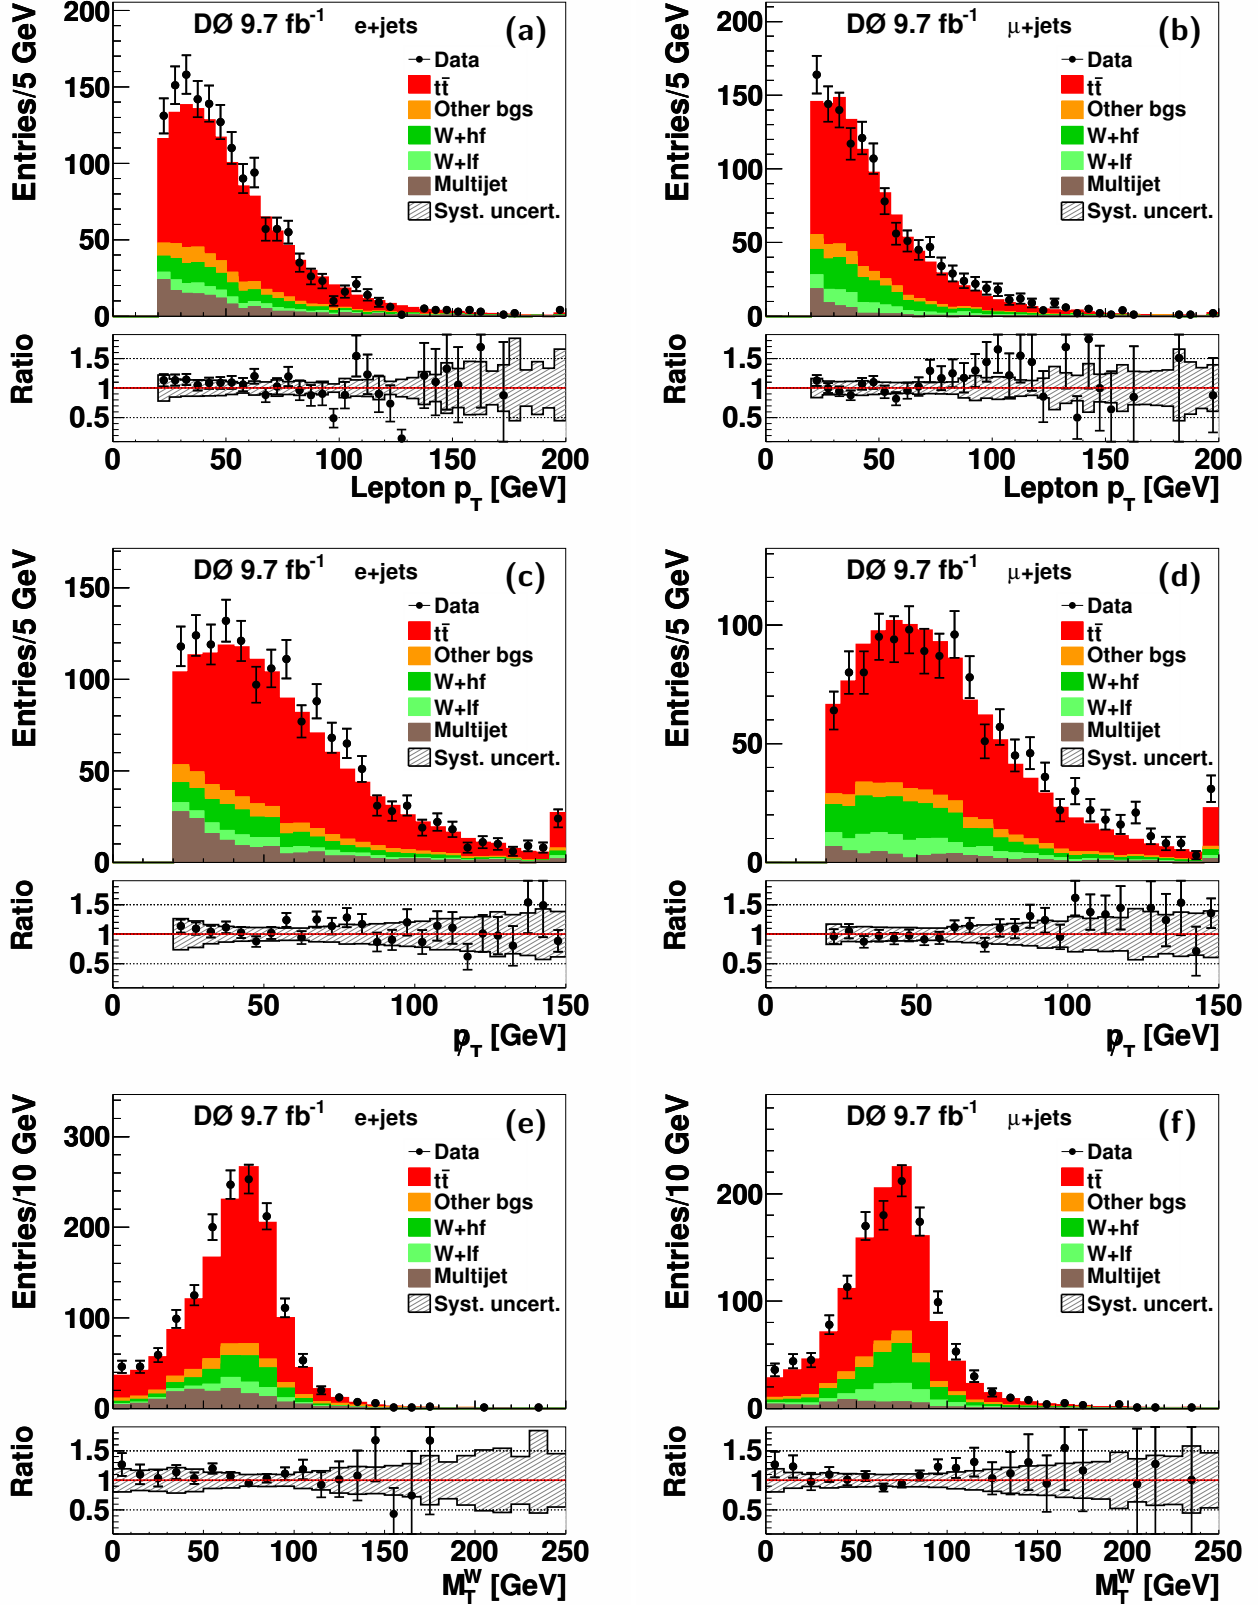 DØ 9.7 fb⁻¹ e+jets (a)
Entries/5 GeV
200
150
100
50
0
Data
tt̄
Other bgs
W+hf
W+lf
Multijet
Syst. uncert.
Ratio
1.5
1
0.5
0 50 100 150 200
Lepton p_T [GeV]
DØ 9.7 fb⁻¹ μ+jets (b)
Entries/5 GeV
200
150
100
50
0
Data
tt̄
Other bgs
W+hf
W+lf
Multijet
Syst. uncert.
Ratio
1.5
1
0.5
0 50 100 150 200
Lepton p_T [GeV]
DØ 9.7 fb⁻¹ e+jets (c)
Entries/5 GeV
150
100
50
0
Data
tt̄
Other bgs
W+hf
W+lf
Multijet
Syst. uncert.
Ratio
1.5
1
0.5
0 50 100 150
p̸_T [GeV]
DØ 9.7 fb⁻¹ μ+jets (d)
Entries/5 GeV
100
50
0
Data
tt̄
Other bgs
W+hf
W+lf
Multijet
Syst. uncert.
Ratio
1.5
1
0.5
0 50 100 150
p̸_T [GeV]
DØ 9.7 fb⁻¹ e+jets (e)
Entries/10 GeV
300
200
100
0
Data
tt̄
Other bgs
W+hf
W+lf
Multijet
Syst. uncert.
Ratio
1.5
1
0.5
0 50 100 150 200 250
M_T^W [GeV]
DØ 9.7 fb⁻¹ μ+jets (f)
Entries/10 GeV
200
100
0
Data
tt̄
Other bgs
W+hf
W+lf
Multijet
Syst. uncert.
Ratio
1.5
1
0.5
0 50 100 150 200 250
M_T^W [GeV]